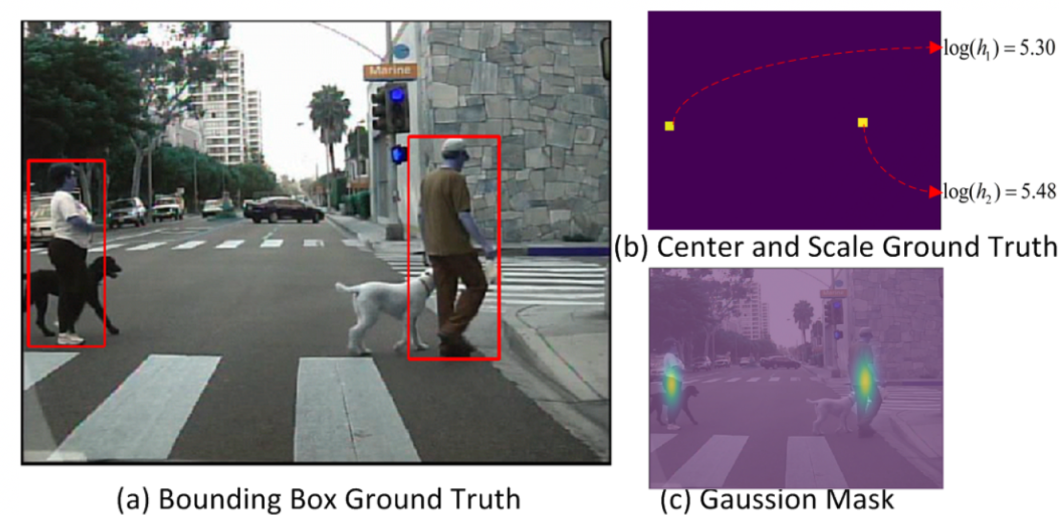 Marine
log(h₁) = 5.30
log(h₂) = 5.48
(b) Center and Scale Ground Truth
(a) Bounding Box Ground Truth
(c) Gaussion Mask